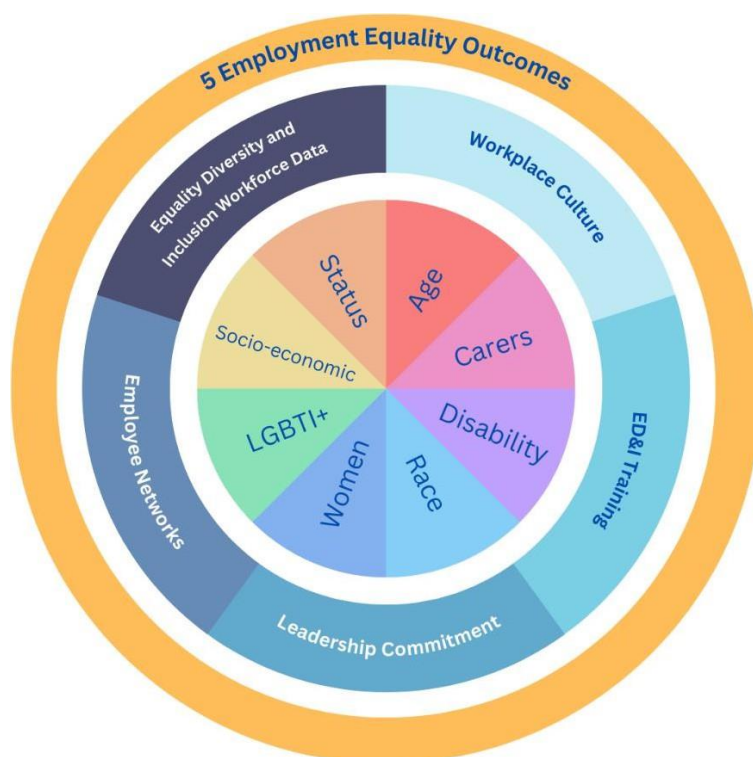 5 Employment Equality Outcomes
Equality Diversity and
Inclusion Workforce Data
Workplace Culture
ED&I Training
Leadership Commitment
Employee Networks
Status
Age
Carers
Disability
Race
Women
LGBTI+
Socio-economic